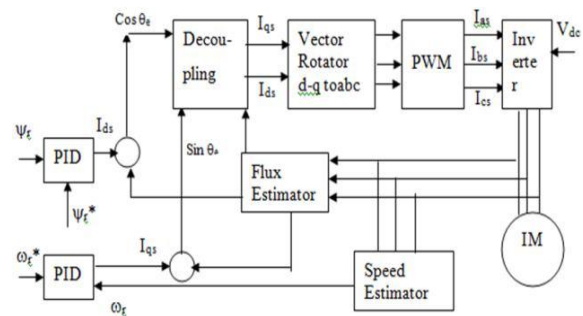 Cos θe
Decou-
pling
Iqs
Ids
Vector
Rotator
d-q toabc
PWM
Ias
Ibs
Ics
Inv
erte
r
Vdc
Ψr
PID
Ids
Ψr*
Sin θe
Flux
Estimator
ωr*
PID
Iqs
ωr
Speed
Estimator
IM